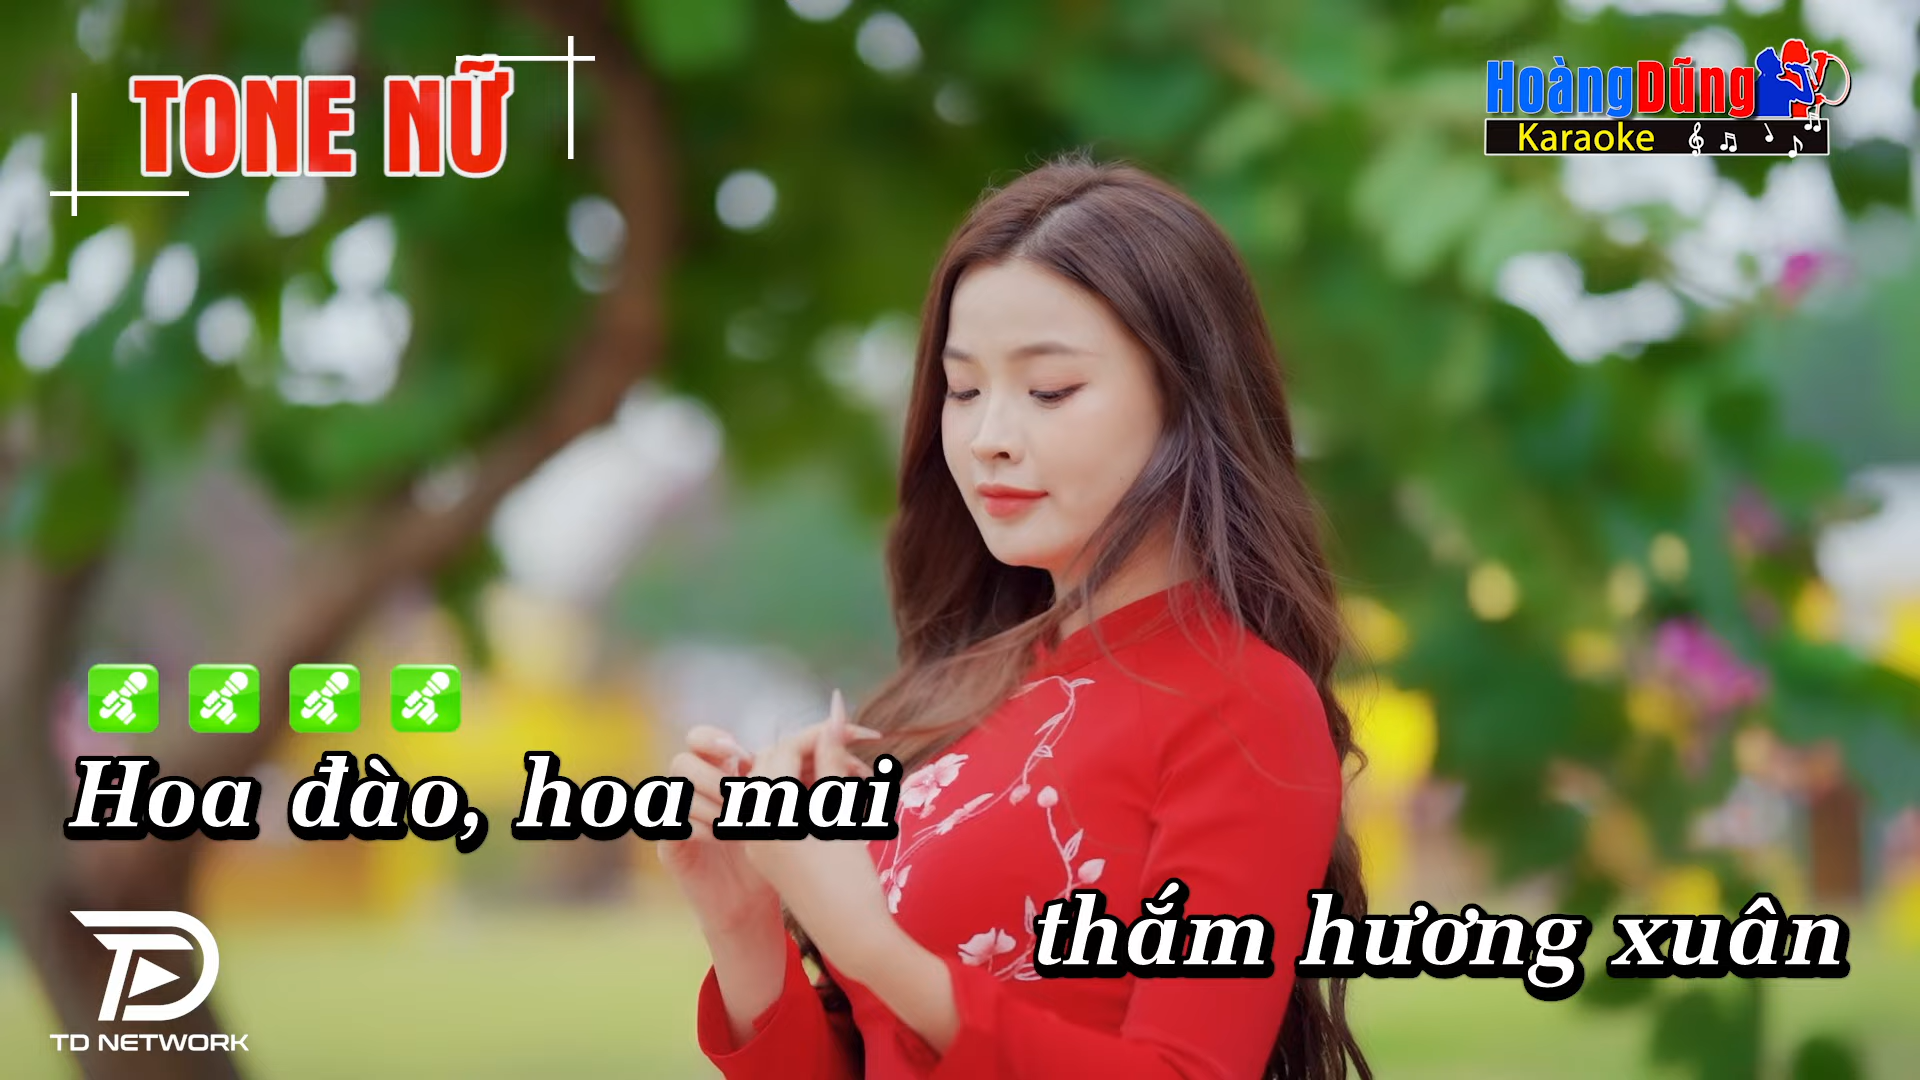 TONE NỮ
HoàngDũng
Karaoke
Hoa đào, hoa mai
thắm hương xuân
TD NETWORK